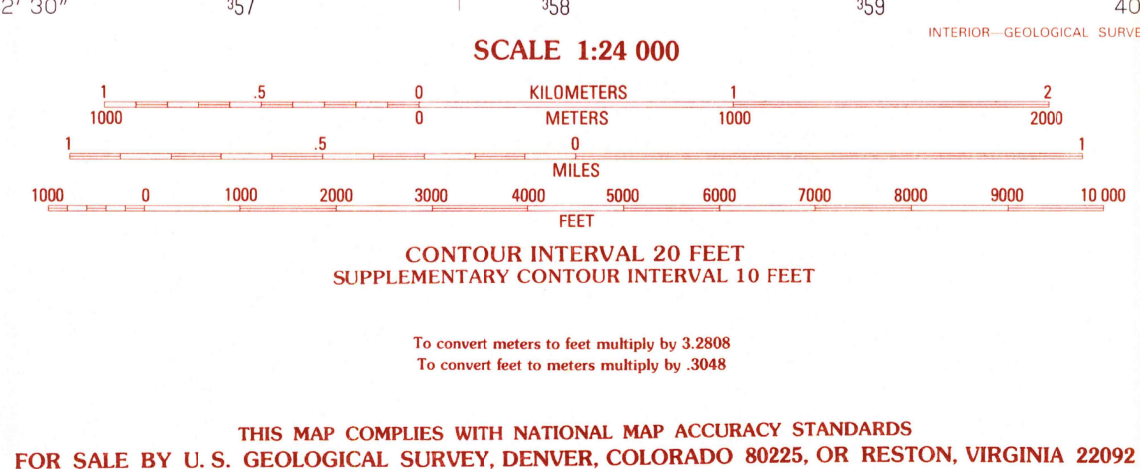 2' 30" 357 358 359 40'
INTERIOR—GEOLOGICAL SURVE
SCALE 1:24 000
1 .5 0 KILOMETERS 1 2
1000 0 METERS 1000 2000
1 .5 0 1
MILES
1000 0 1000 2000 3000 4000 5000 6000 7000 8000 9000 10 000
FEET
CONTOUR INTERVAL 20 FEET
SUPPLEMENTARY CONTOUR INTERVAL 10 FEET
To convert meters to feet multiply by 3.2808
To convert feet to meters multiply by .3048
THIS MAP COMPLIES WITH NATIONAL MAP ACCURACY STANDARDS
FOR SALE BY U. S. GEOLOGICAL SURVEY, DENVER, COLORADO 80225, OR RESTON, VIRGINIA 22092